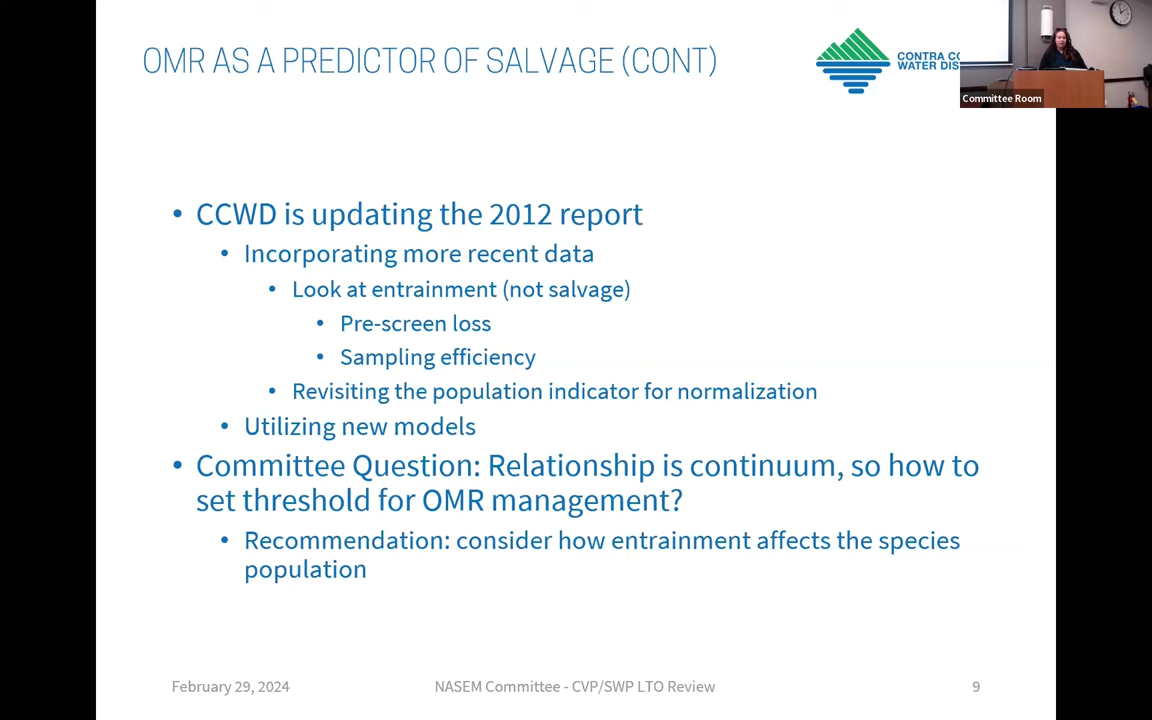 OMR AS A PREDICTOR OF SALVAGE (CONT)
CONTRA CO
WATER DIS
Committee Room
• CCWD is updating the 2012 report
• Incorporating more recent data
• Look at entrainment (not salvage)
• Pre-screen loss
• Sampling efficiency
• Revisiting the population indicator for normalization
• Utilizing new models
• Committee Question: Relationship is continuum, so how to
set threshold for OMR management?
• Recommendation: consider how entrainment affects the species
population
February 29, 2024
NASEM Committee - CVP/SWP LTO Review
9